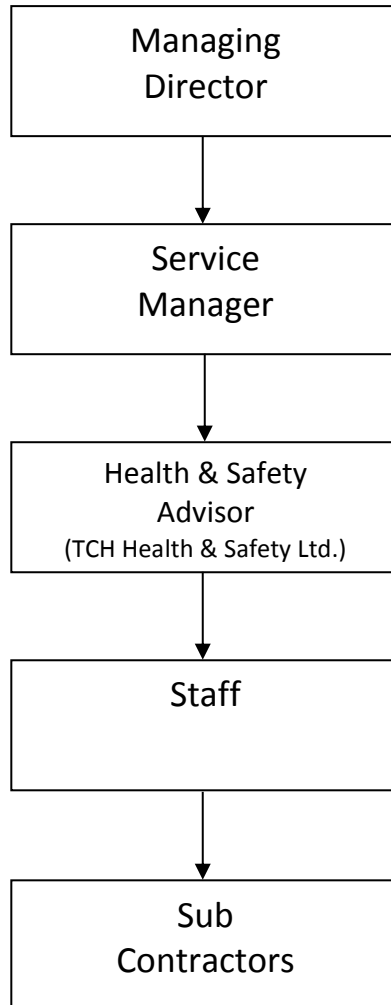 Managing
Director
Service
Manager
Health & Safety
Advisor
(TCH Health & Safety Ltd.)
Staff
Sub
Contractors